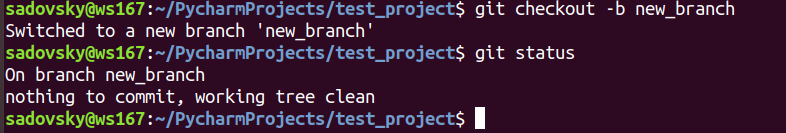 sadovsky@ws167:~/PycharmProjects/test_project$ git checkout -b new_branch
Switched to a new branch 'new_branch'
sadovsky@ws167:~/PycharmProjects/test_project$ git status
On branch new_branch
nothing to commit, working tree clean
sadovsky@ws167:~/PycharmProjects/test_project$